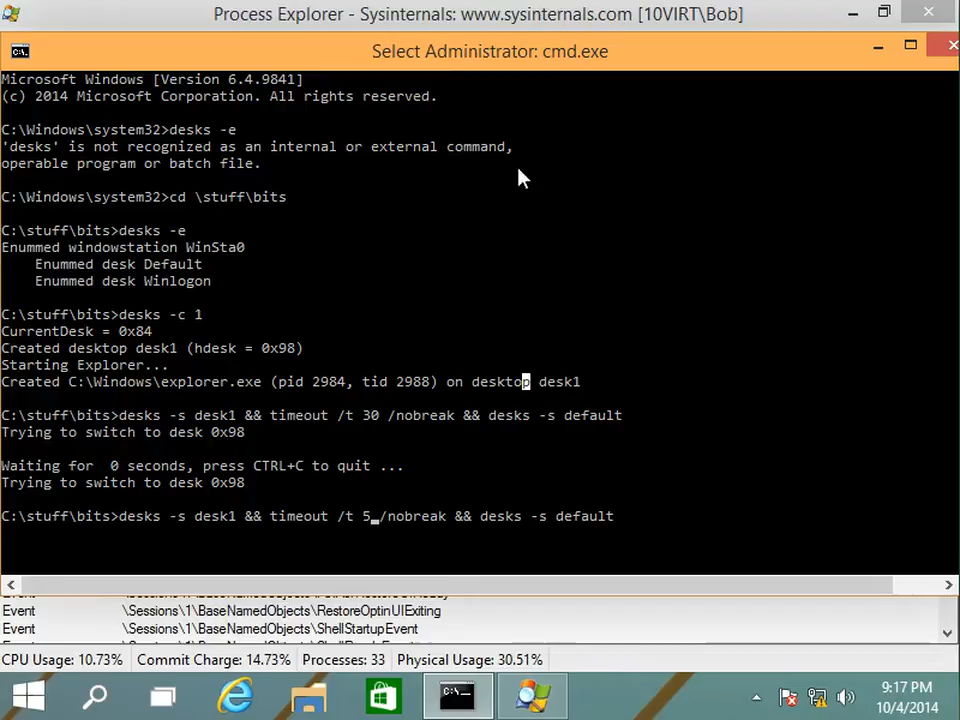 Process Explorer - Sysinternals: www.sysinternals.com [10VIRT\Bob]
Select Administrator: cmd.exe
Microsoft Windows [Version 6.4.9841]
(c) 2014 Microsoft Corporation. All rights reserved.
C:\Windows\system32>desks -e
'desks' is not recognized as an internal or external command,
operable program or batch file.
C:\Windows\system32>cd \stuff\bits
C:\stuff\bits>desks -e
Enummed windowstation WinSta0
Enummed desk Default
Enummed desk Winlogon
C:\stuff\bits>desks -c 1
CurrentDesk = 0x84
Created desktop desk1 (hdesk = 0x98)
Starting Explorer...
Created C:\Windows\explorer.exe (pid 2984, tid 2988) on desktop desk1
C:\stuff\bits>desks -s desk1 && timeout /t 30 /nobreak && desks -s default
Trying to switch to desk 0x98
Waiting for  0 seconds, press CTRL+C to quit ...
Trying to switch to desk 0x98
C:\stuff\bits>desks -s desk1 && timeout /t 5 /nobreak && desks -s default
Event \Sessions\1\BaseNamedObjects\RestoreOptinUIExiting
Event \Sessions\1\BaseNamedObjects\ShellStartupEvent
CPU Usage: 10.73% Commit Charge: 14.73% Processes: 33 Physical Usage: 30.51%
9:17 PM
10/4/2014